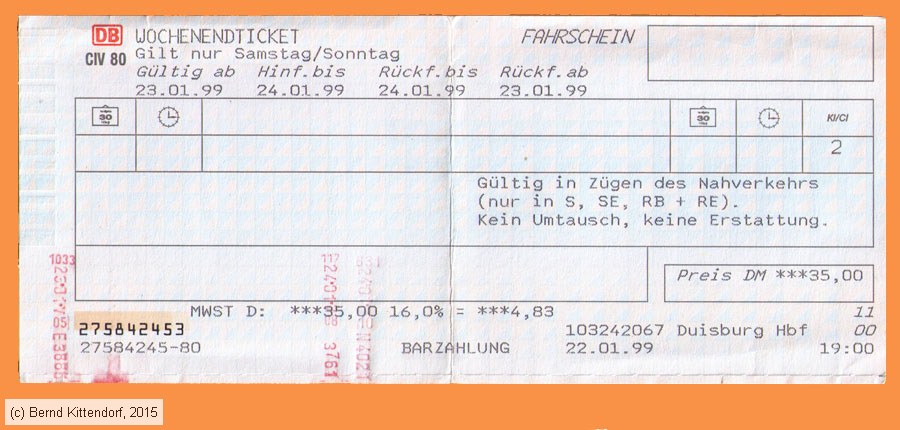 DB WOCHENENDTICKET FAHRSCHEIN
CIV 80 Gilt nur Samstag/Sonntag
Gültig ab Hinf.bis Rückf.bis Rückf.ab
23.01.99 24.01.99 24.01.99 23.01.99
30 30 Kl/Cl
2
Gültig in Zügen des Nahverkehrs
(nur in S, SE, RB + RE).
Kein Umtausch, keine Erstattung.
Preis DM ***35,00
MWST D: ***35,00 16,0% = ***4,83 11
275842453 103242067 Duisburg Hbf 00
27584245-80 BARZAHLUNG 22.01.99 19:00
1033
05
3761
(c) Bernd Kittendorf, 2015